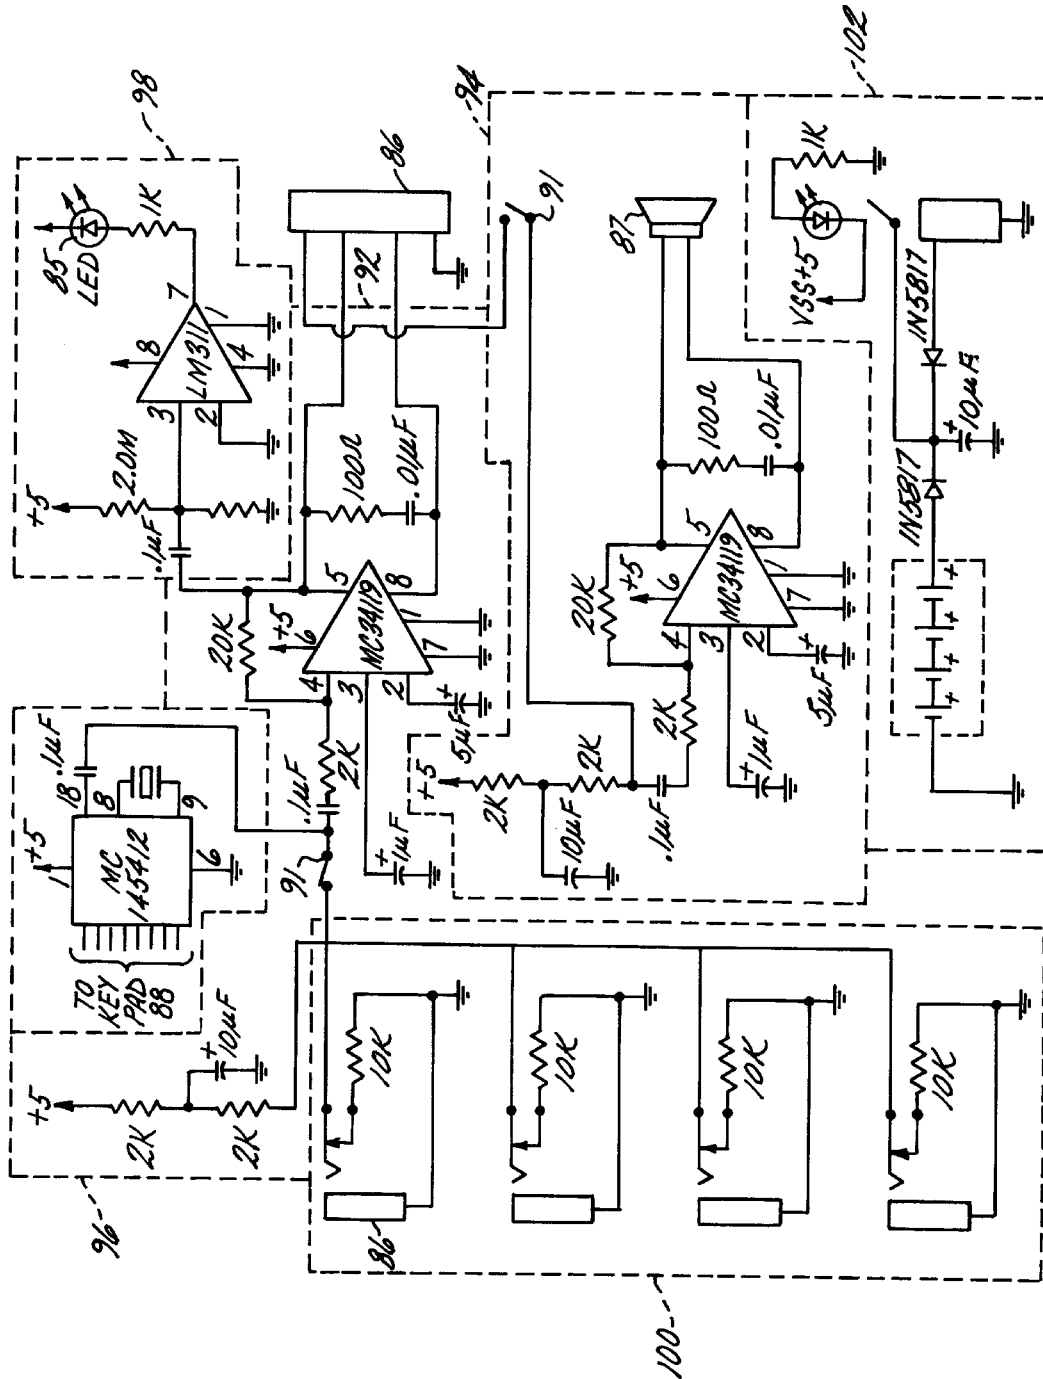 +5
2K
2K
+ 10µF
TO
KEY
PAD
88
MC
145412
+5
1
18
8
9
6
.1µF
91
.1µF
2K
20K
+5
6
4
3
2
MC34119
5
8
1
7
+ 1µF
5µF +
100Ω
.01µF
.1µF
+5
2.0M
3
2
LM311
8
7
1
4
85
LED
1K
98
86
92
94
91
+5
2K
2K
10µF
.1µF
2K
20K
+5
6
4
3
2
MC34119
5
8
1
7
+ 1µF
5µF +
100Ω
.01µF
87
102
VSS+5
1K
1N5817
1N5817
+ 10µA
+ + + +
96
86
10K
10K
10K
10K
100